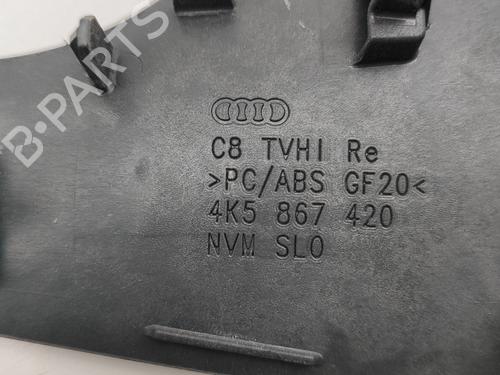 B-PARTS
C8 TVHI Re
>PC/ABS GF20<
4K5 867 420
NVM SLO